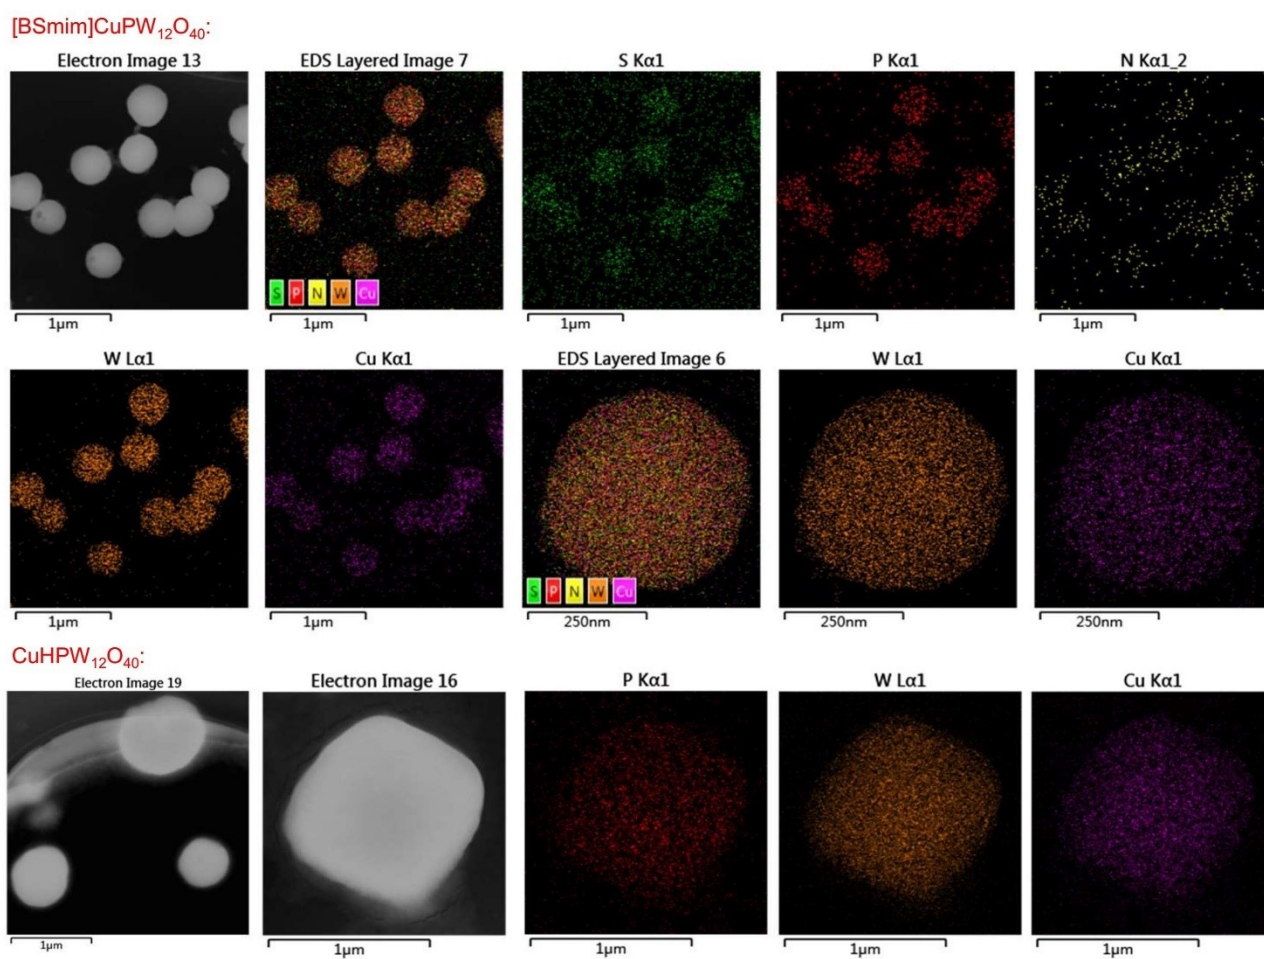 [BSmim]CuPW₁₂O₄₀:
Electron Image 13
EDS Layered Image 7
S Kα1
P Kα1
N Kα1_2
S P N W Cu
1μm
1μm
1μm
1μm
1μm
W Lα1
Cu Kα1
EDS Layered Image 6
W Lα1
Cu Kα1
S P N W Cu
1μm
1μm
250nm
250nm
250nm
CuHPW₁₂O₄₀:
Electron Image 19
Electron Image 16
P Kα1
W Lα1
Cu Kα1
1μm
1μm
1μm
1μm
1μm